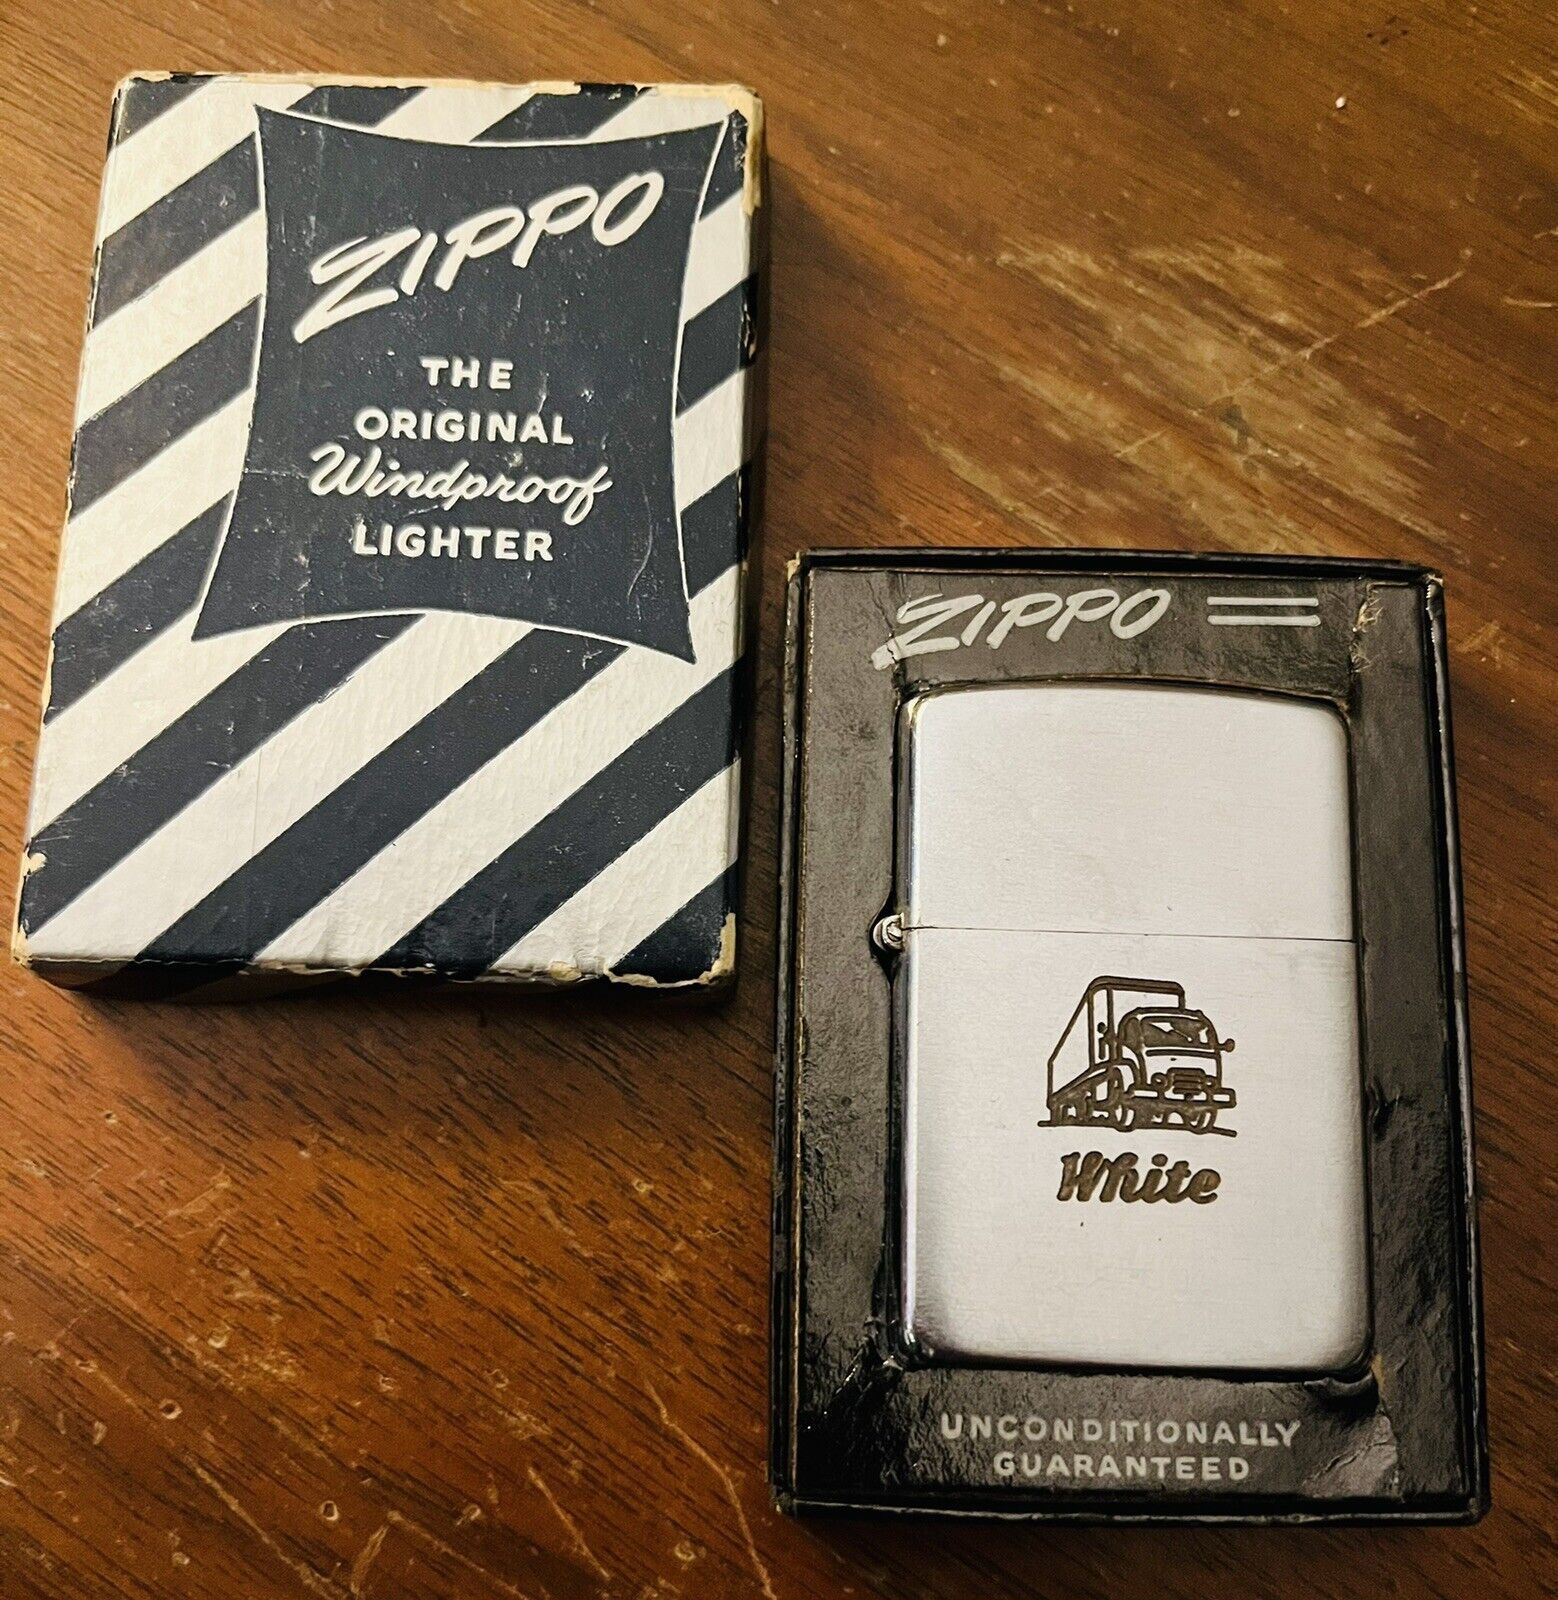 ZIPPO
THE
ORIGINAL
Windproof
LIGHTER
ZIPPO
White
UNCONDITIONALLY
GUARANTEED